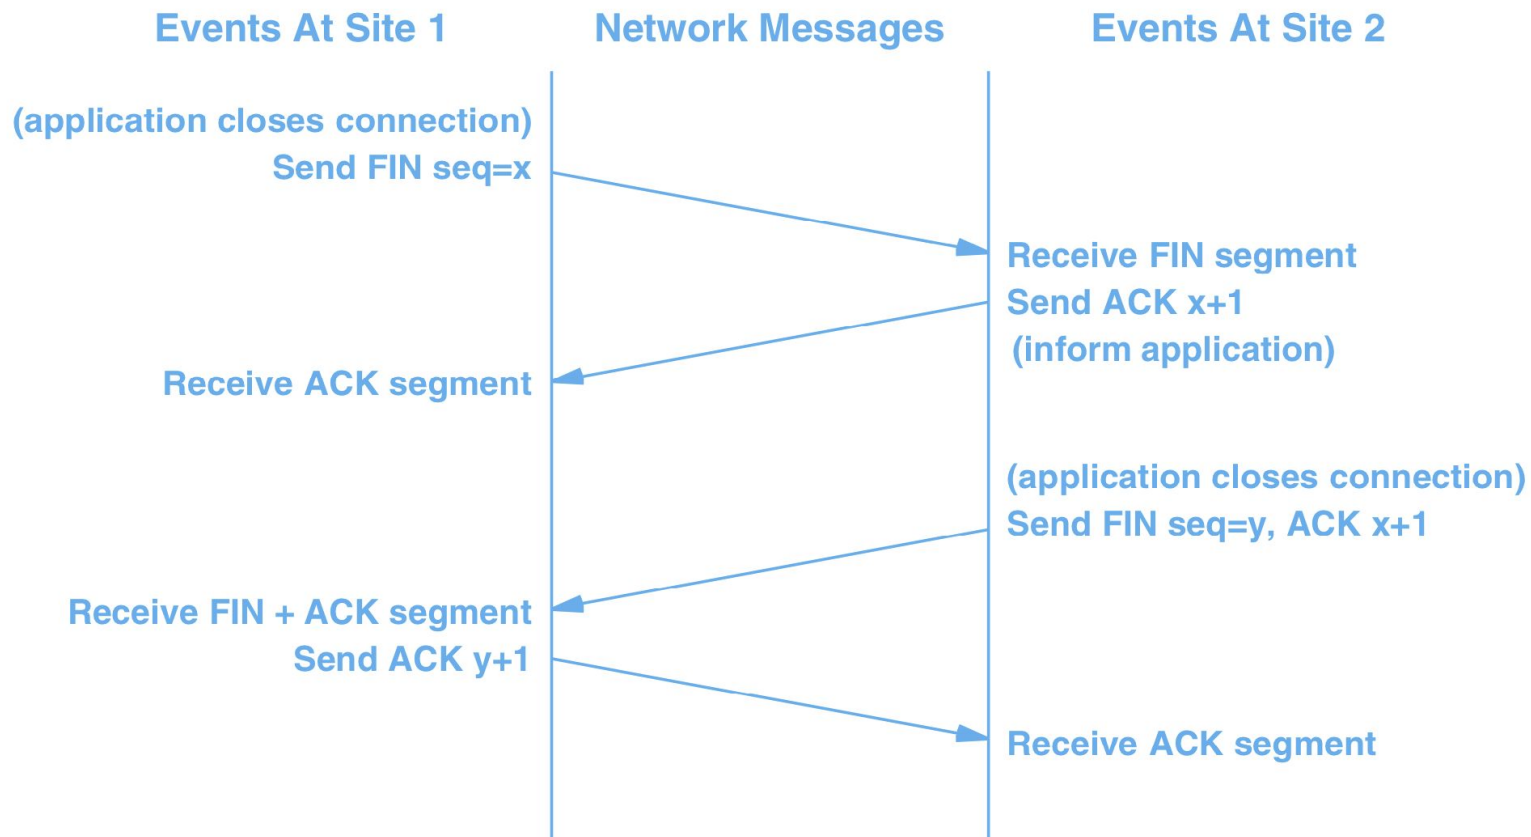 Events At Site 1
Network Messages
Events At Site 2
(application closes connection)
Send FIN seq=x
Receive FIN segment
Send ACK x+1
(inform application)
Receive ACK segment
(application closes connection)
Send FIN seq=y, ACK x+1
Receive FIN + ACK segment
Send ACK y+1
Receive ACK segment